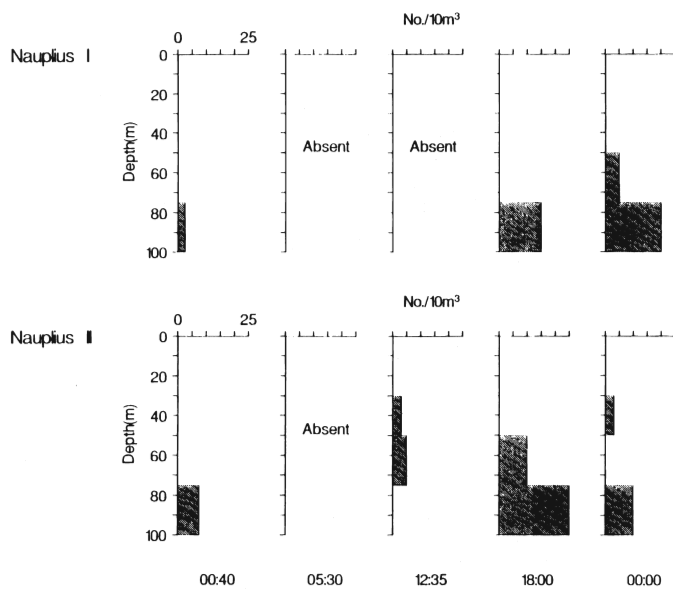 No./10m³
0 25
Nauplius I
0
20
40
60
80
100
Depth(m)
Absent
Absent
No./10m³
0 25
Nauplius II
0
20
40
60
80
100
Depth(m)
Absent
00:40 05:30 12:35 18:00 00:00